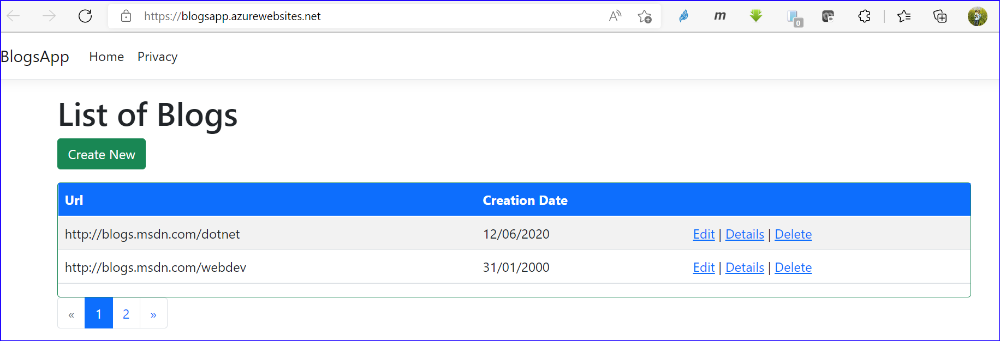 https://blogsapp.azurewebsites.net A m 0
BlogsApp Home Privacy
List of Blogs
Create New
Url Creation Date
http://blogs.msdn.com/dotnet 12/06/2020 Edit | Details | Delete
http://blogs.msdn.com/webdev 31/01/2000 Edit | Details | Delete
« 1 2 »